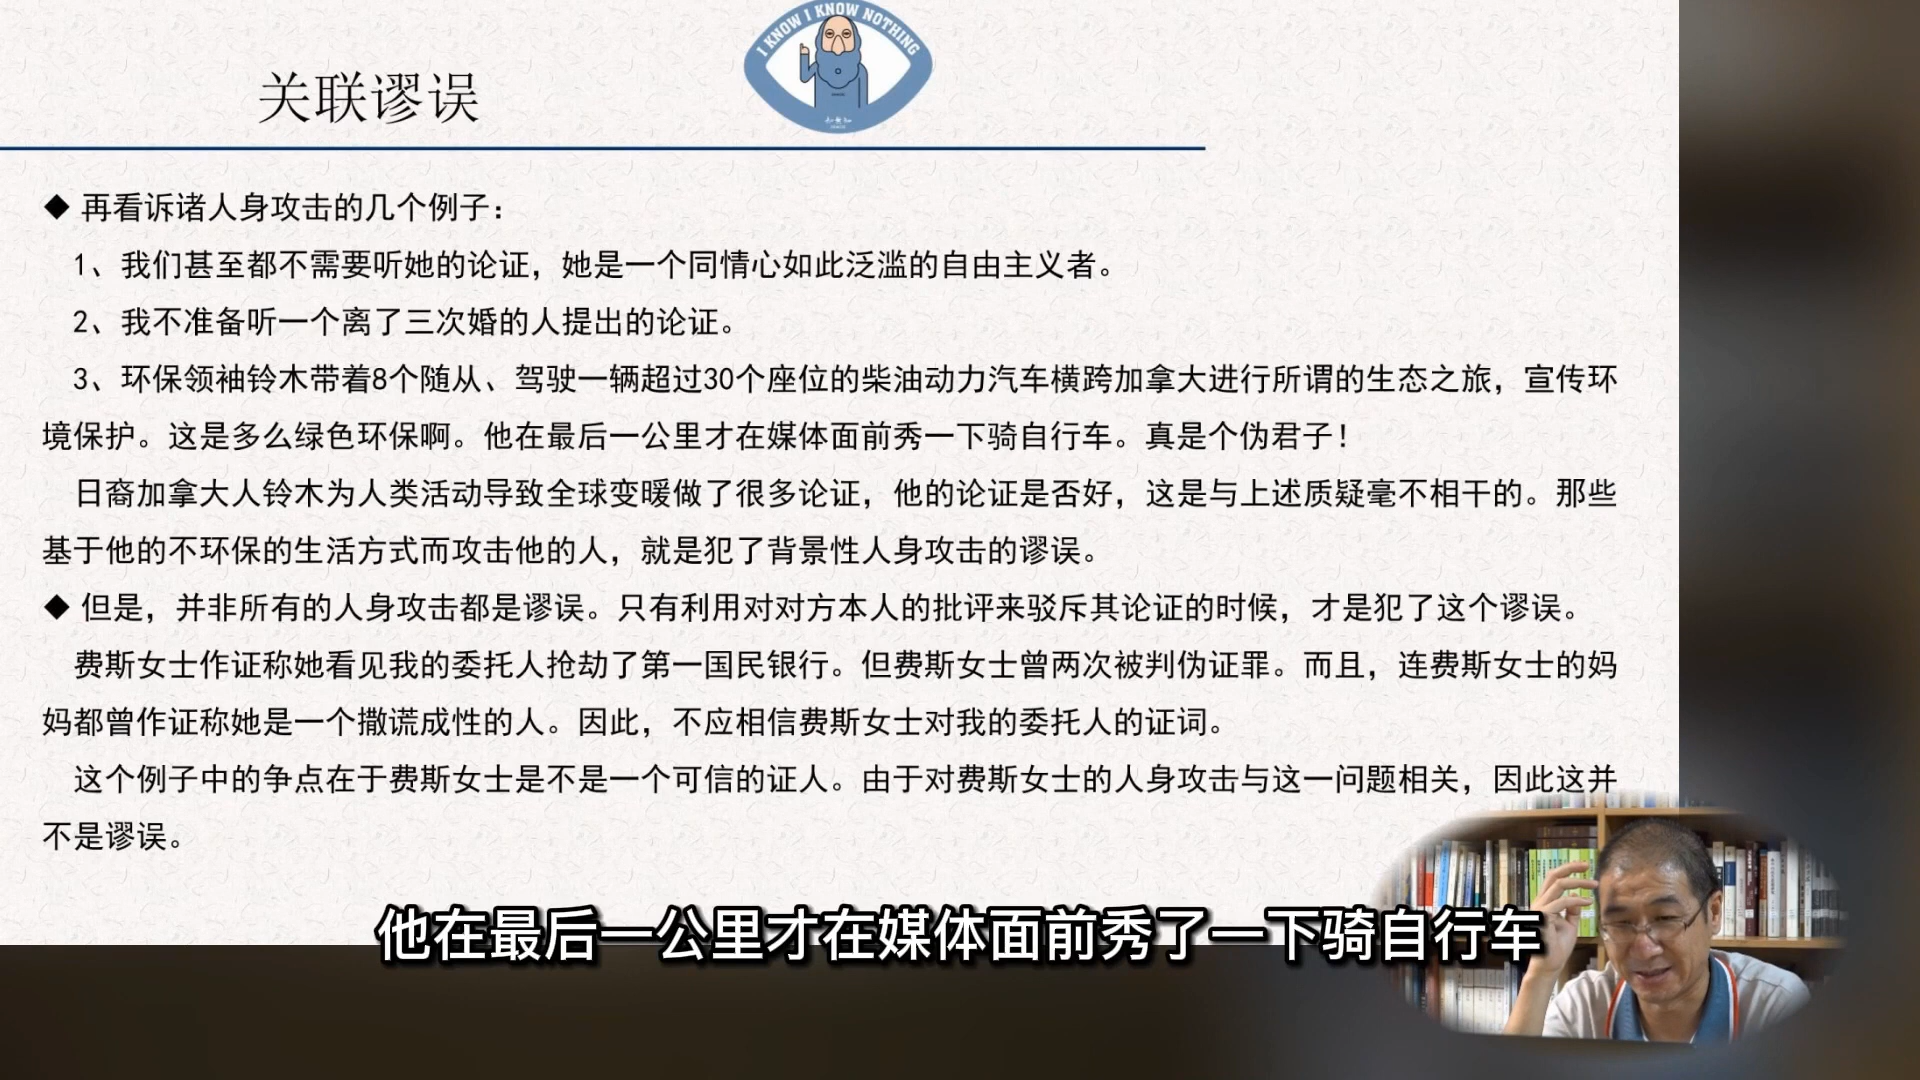 I KNOW I KNOW NOTHING
关联谬误
◆ 再看诉诸人身攻击的几个例子：
1、我们甚至都不需要听她的论证，她是一个同情心如此泛滥的自由主义者。
2、我不准备听一个离了三次婚的人提出的论证。
3、环保领袖铃木带着8个随从、驾驶一辆超过30个座位的柴油动力汽车横跨加拿大进行所谓的生态之旅，宣传环
境保护。这是多么绿色环保啊。他在最后一公里才在媒体面前秀一下骑自行车。真是个伪君子！
日裔加拿大人铃木为人类活动导致全球变暖做了很多论证，他的论证是否好，这是与上述质疑毫不相干的。那些
基于他的不环保的生活方式而攻击他的人，就是犯了背景性人身攻击的谬误。
◆ 但是，并非所有的人身攻击都是谬误。只有利用对对方本人的批评来驳斥其论证的时候，才是犯了这个谬误。
费斯女士作证称她看见我的委托人抢劫了第一国民银行。但费斯女士曾两次被判伪证罪。而且，连费斯女士的妈
妈都曾作证称她是一个撒谎成性的人。因此，不应相信费斯女士对我的委托人的证词。
这个例子中的争点在于费斯女士是不是一个可信的证人。由于对费斯女士的人身攻击与这一问题相关，因此这并
不是谬误。
他在最后一公里才在媒体面前秀了一下骑自行车